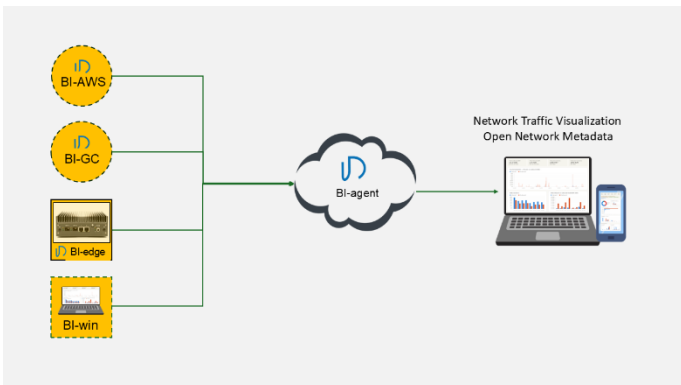 BI-AWS
BI-GC
BI-edge
BI-win
BI-agent
Network Traffic Visualization
Open Network Metadata